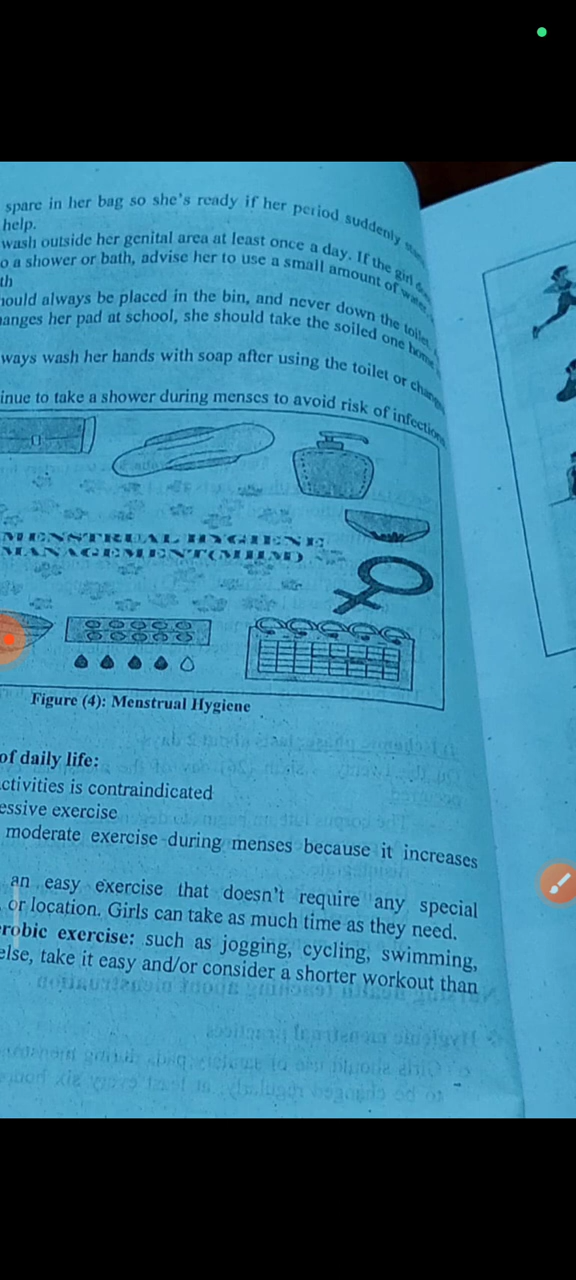 spare in her bag so she's ready if her period suddenly
help.
wash outside her genital area at least once a day. If the girl
o a shower or bath, advise her to use a small amount of water
th
hould always be placed in the bin, and never down the toilet
hanges her pad at school, she should take the soiled one home
ways wash her hands with soap after using the toilet or
inue to take a shower during menses to avoid risk of infection
MENSTRUAL HYGIENE
MANAGEMENT(MHM)
Figure (4): Menstrual Hygiene
of daily life:
ctivities is contraindicated
essive exercise
moderate exercise during menses because it increases
an easy exercise that doesn't require any special
or location. Girls can take as much time as they need.
erobic exercise: such as jogging, cycling, swimming,
else, take it easy and/or consider a shorter workout than